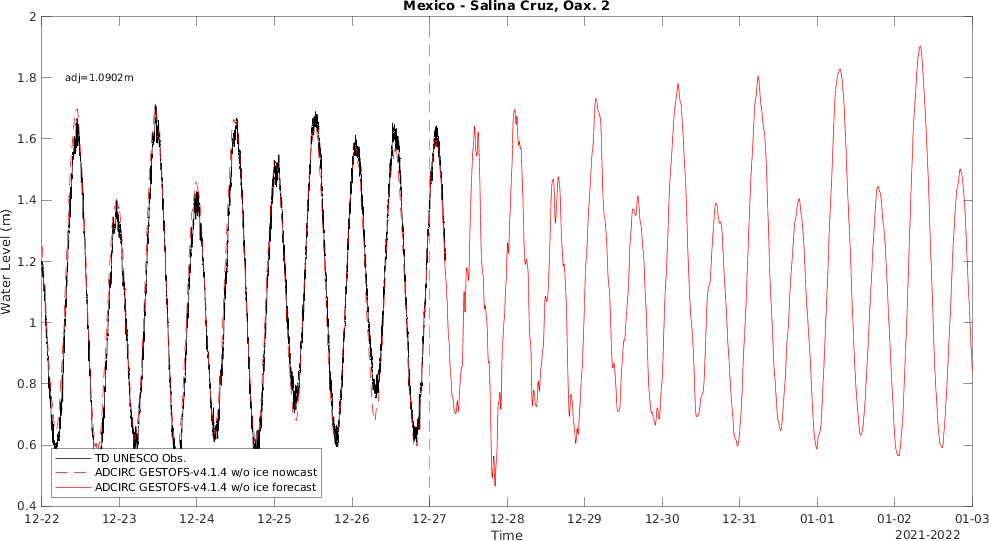 Mexico - Salina Cruz, Oax. 2
2
1.8
1.6
1.4
1.2
1
0.8
0.6
0.4
Water Level (m)
adj=1.0902m
TD UNESCO Obs.
ADCIRC GESTOFS-v4.1.4 w/o ice nowcast
ADCIRC GESTOFS-v4.1.4 w/o ice forecast
12-22 12-23 12-24 12-25 12-26 12-27 12-28 12-29 12-30 12-31 01-01 01-02 01-03
Time
2021-2022